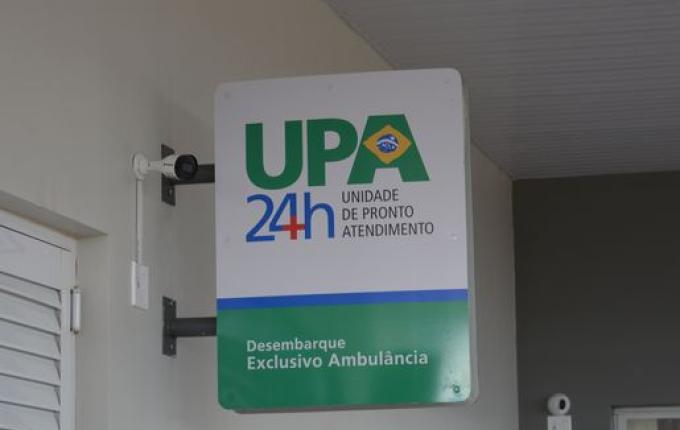 UPA
24h
UNIDADE
DE PRONTO
ATENDIMENTO
Desembarque
Exclusivo Ambulância